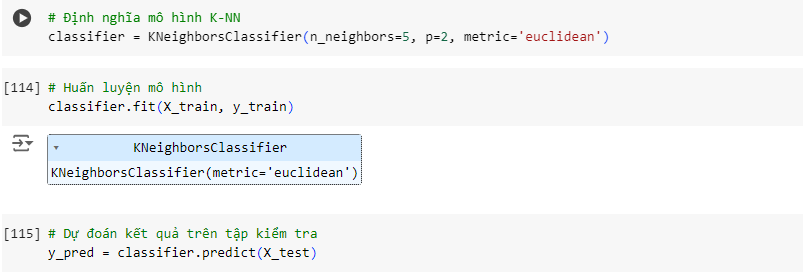 # Định nghĩa mô hình K-NN
classifier = KNeighborsClassifier(n_neighbors=5, p=2, metric='euclidean')
[114] # Huấn luyện mô hình
classifier.fit(X_train, y_train)
KNeighborsClassifier
KNeighborsClassifier(metric='euclidean')
[115] # Dự đoán kết quả trên tập kiểm tra
y_pred = classifier.predict(X_test)